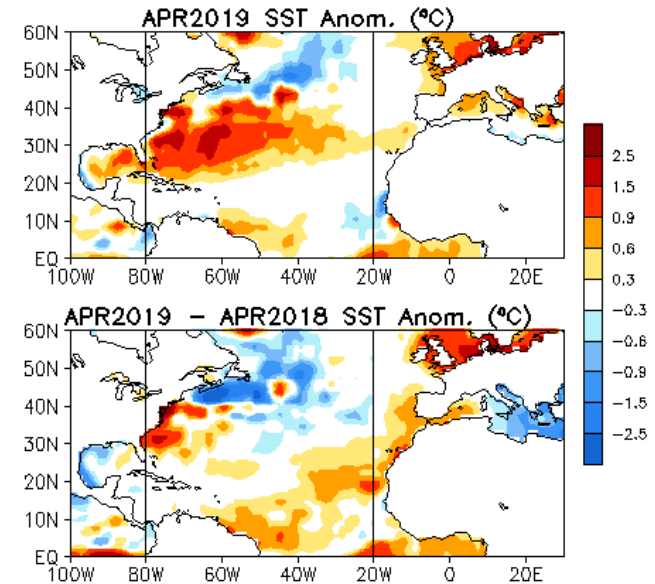 APR2019 SST Anom. (ºC)
60N
50N
40N
30N
20N
10N
EQ
100W 80W 60W 40W 20W 0 20E
APR2019 – APR2018 SST Anom. (ºC)
60N
50N
40N
30N
20N
10N
EQ
100W 80W 60W 40W 20W 0 20E
2.5
1.5
0.9
0.6
0.3
−0.3
−0.6
−0.9
−1.5
−2.5